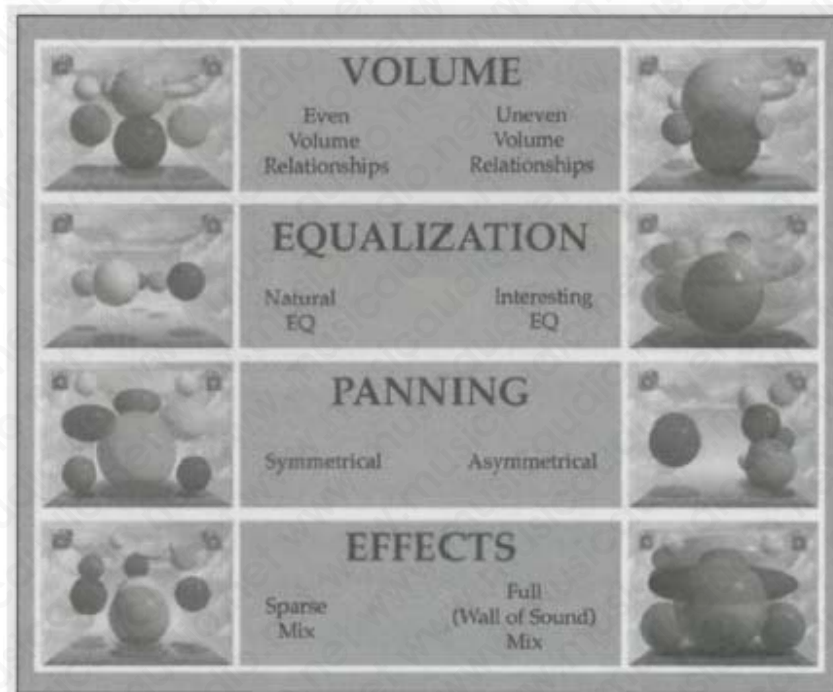 VOLUME
Even
Volume
Relationships
Uneven
Volume
Relationships
EQUALIZATION
Natural
EQ
Interesting
EQ
PANNING
Symmetrical
Asymmetrical
EFFECTS
Sparse
Mix
Full
(Wall of Sound)
Mix